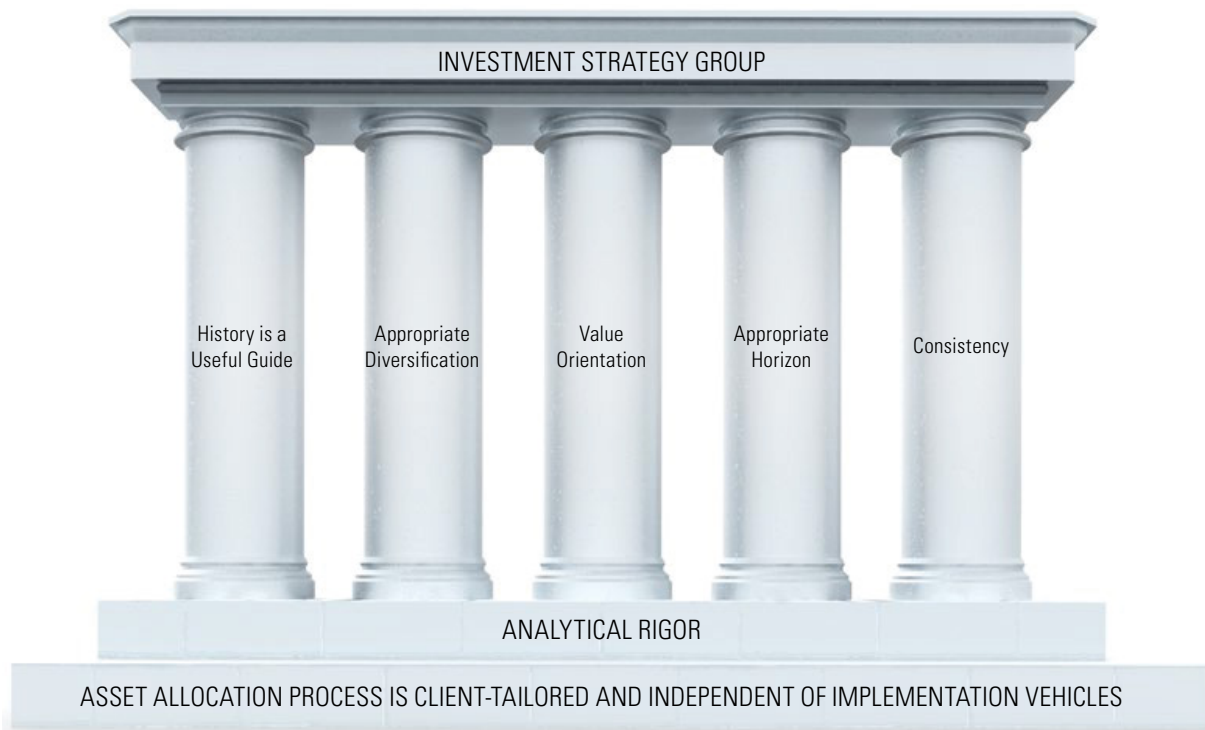 INVESTMENT STRATEGY GROUP
History is a
Useful Guide
Appropriate
Diversification
Value
Orientation
Appropriate
Horizon
Consistency
ANALYTICAL RIGOR
ASSET ALLOCATION PROCESS IS CLIENT-TAILORED AND INDEPENDENT OF IMPLEMENTATION VEHICLES